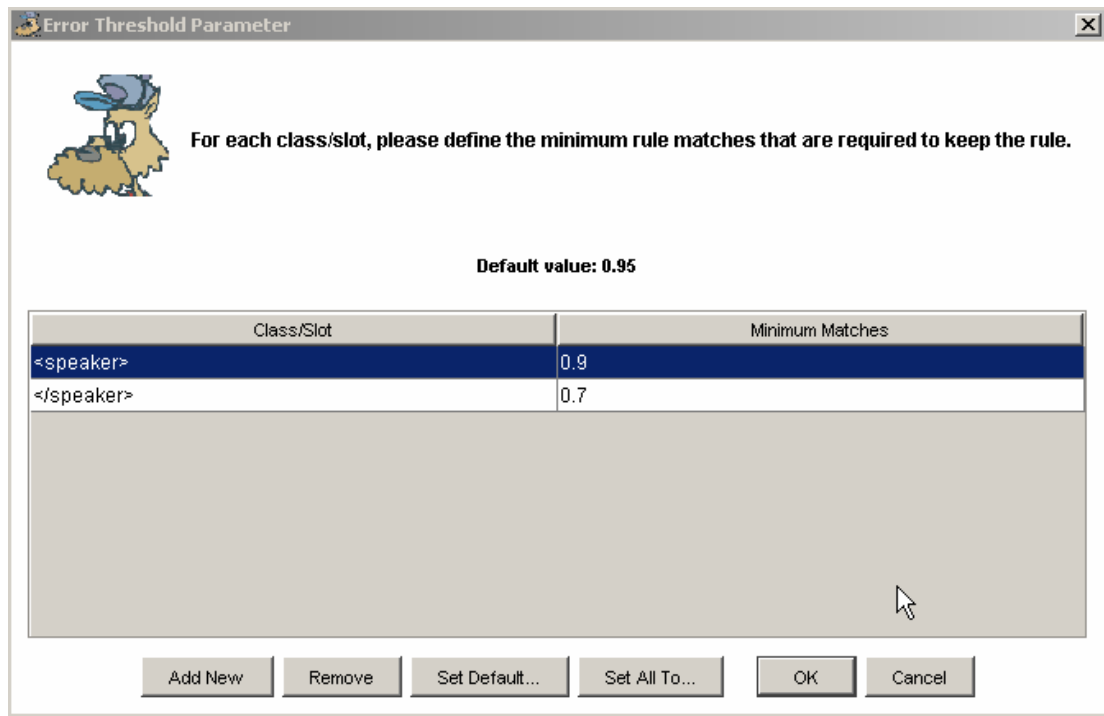 Error Threshold Parameter
For each class/slot, please define the minimum rule matches that are required to keep the rule.
Default value: 0.95
Class/Slot Minimum Matches
<speaker> 0.9
</speaker> 0.7
Add New Remove Set Default... Set All To... OK Cancel